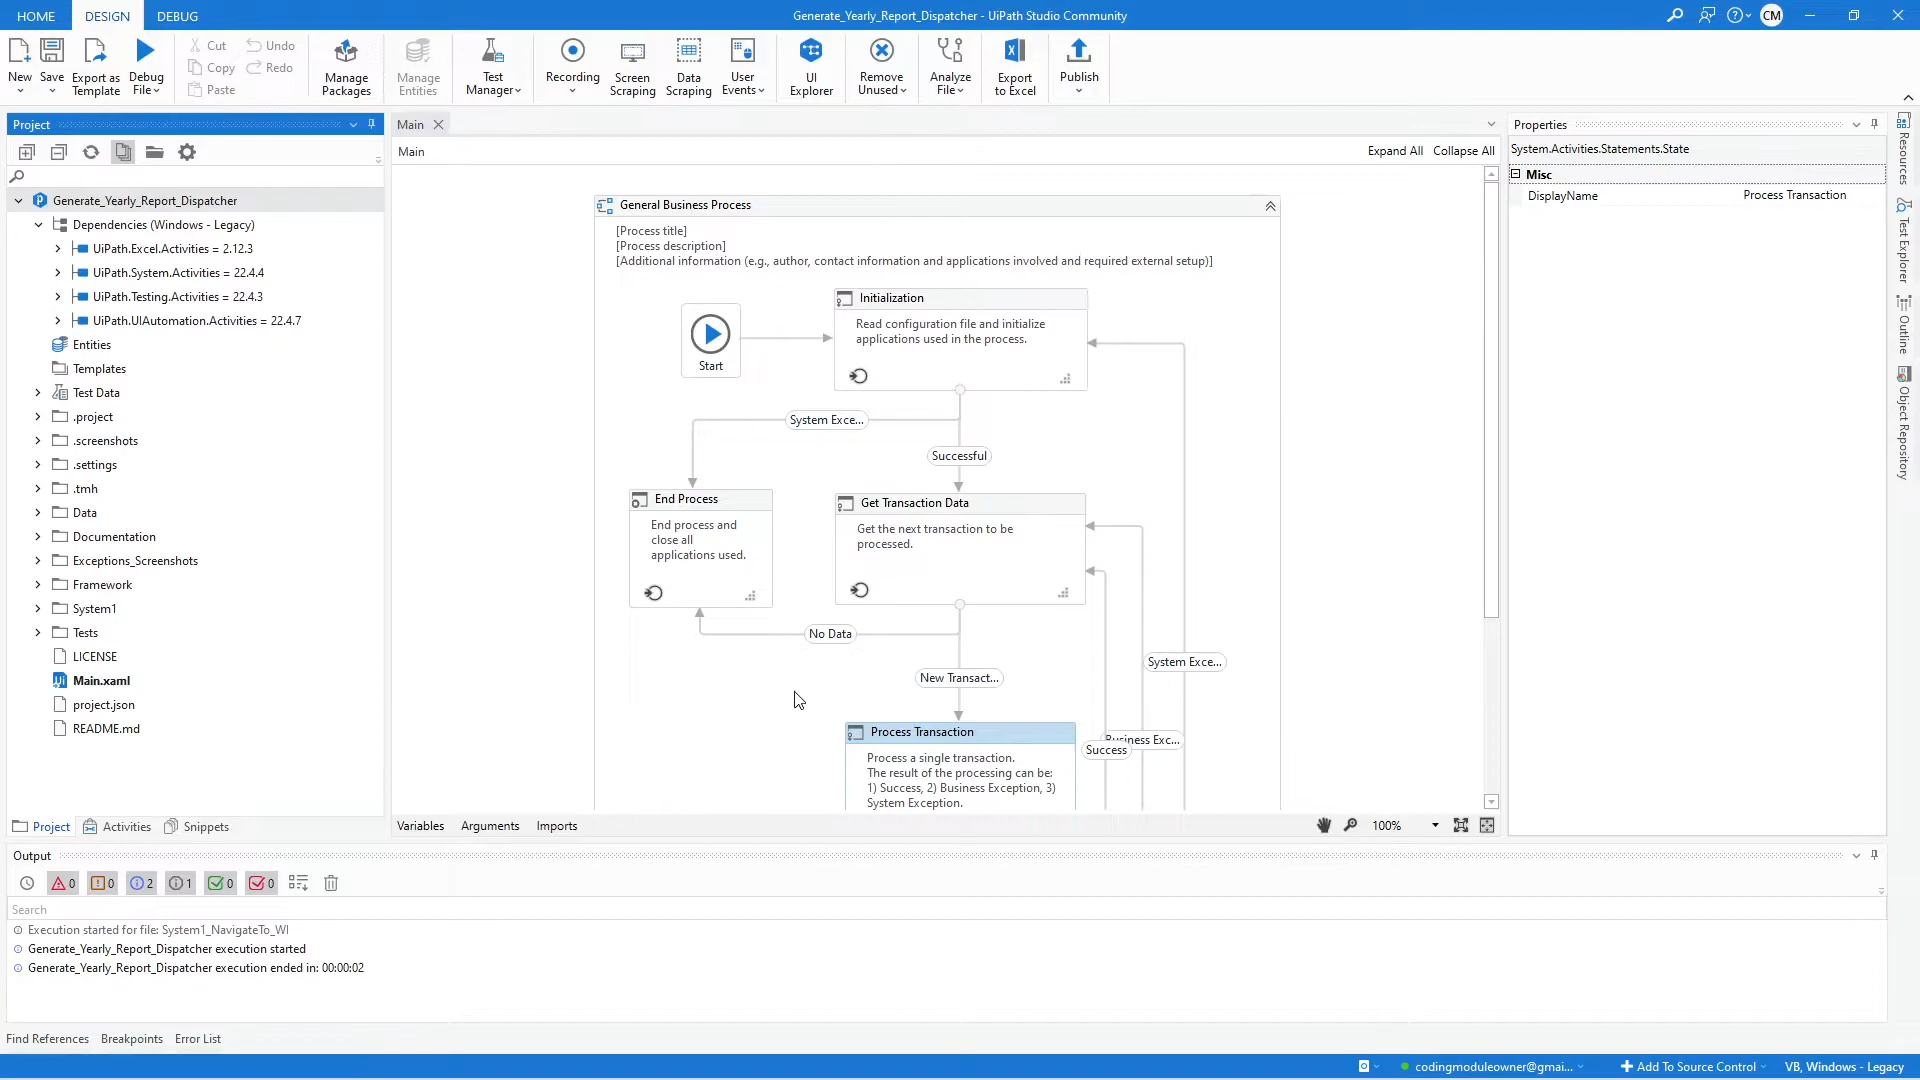 HOME
DESIGN
DEBUG
Generate_Yearly_Report_Dispatcher - UiPath Studio Community
CM
New
Save
Export as
Template
Debug
File
Cut
Copy
Paste
Undo
Redo
Manage
Packages
Manage
Entities
Test
Manager
Recording
Screen
Scraping
Data
Scraping
User
Events
UI
Explorer
Remove
Unused
Analyze
File
Export
to Excel
Publish
Project
Generate_Yearly_Report_Dispatcher
Dependencies (Windows - Legacy)
UiPath.Excel.Activities = 2.12.3
UiPath.System.Activities = 22.4.4
UiPath.Testing.Activities = 22.4.3
UiPath.UIAutomation.Activities = 22.4.7
Entities
Templates
Test Data
.project
.screenshots
.settings
.tmh
Data
Documentation
Exceptions_Screenshots
Framework
System1
Tests
LICENSE
Main.xaml
project.json
README.md
Project
Activities
Snippets
Main
Main
Expand All
Collapse All
General Business Process
[Process title]
[Process description]
[Additional information (e.g., author, contact information and applications involved and required external setup)]
Start
Initialization
Read configuration file and initialize
applications used in the process.
System Exce...
Successful
End Process
End process and
close all
applications used.
Get Transaction Data
Get the next transaction to be
processed.
No Data
New Transact...
System Exce...
Business Exc...
Success
Process Transaction
Process a single transaction.
The result of the processing can be:
1) Success, 2) Business Exception, 3)
System Exception.
Variables
Arguments
Imports
100%
Properties
System.Activities.Statements.State
Misc
DisplayName
Process Transaction
Resources
Test Explorer
Outline
Object Repository
Output
0
0
2
1
0
0
Search
Execution started for file: System1_NavigateTo_WI
Generate_Yearly_Report_Dispatcher execution started
Generate_Yearly_Report_Dispatcher execution ended in: 00:00:02
Find References
Breakpoints
Error List
codingmoduleowner@gmai...
Add To Source Control
VB, Windows - Legacy